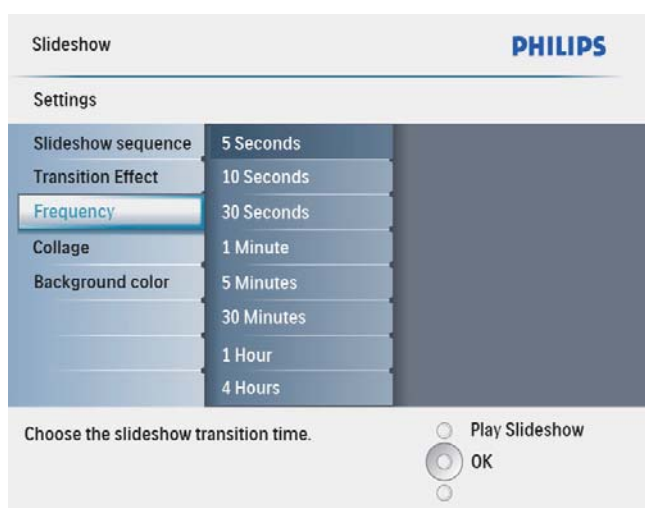 Slideshow
PHILIPS
Settings
Slideshow sequence
Transition Effect
Frequency
Collage
Background color
5 Seconds
10 Seconds
30 Seconds
1 Minute
5 Minutes
30 Minutes
1 Hour
4 Hours
Choose the slideshow transition time.
Play Slideshow
OK